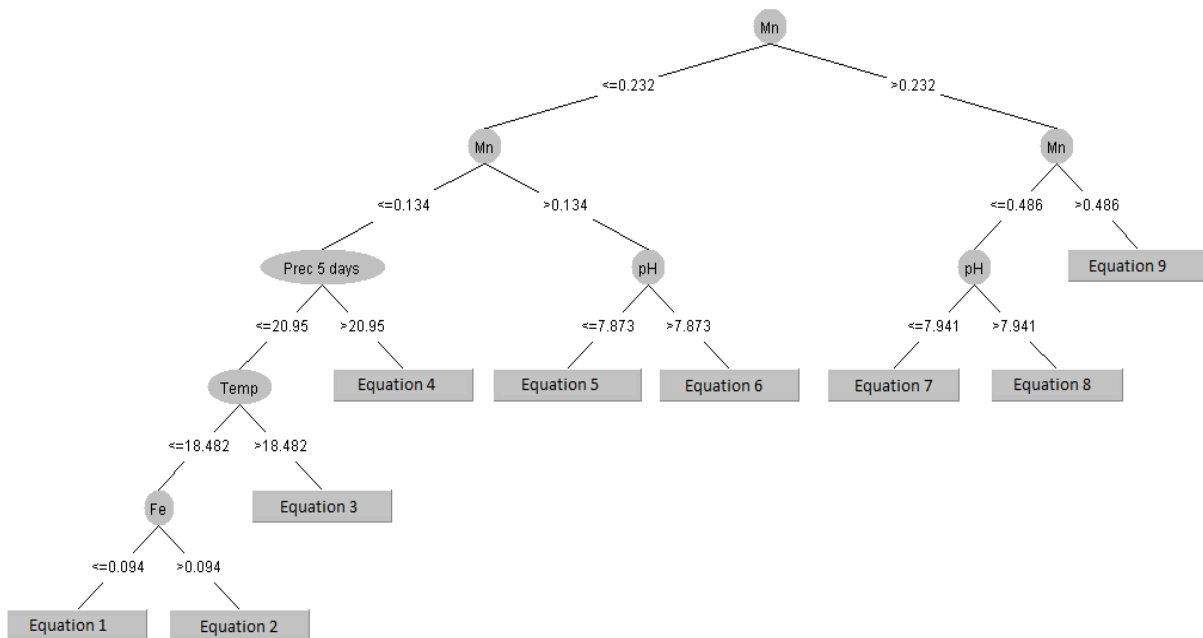 Mn
<=0.232
>0.232
Mn
Mn
<=0.134
>0.134
<=0.486
>0.486
Prec 5 days
pH
pH
Equation 9
<=20.95
>20.95
<=7.873
>7.873
<=7.941
>7.941
Temp
Equation 4
Equation 5
Equation 6
Equation 7
Equation 8
<=18.482
>18.482
Fe
Equation 3
<=0.094
>0.094
Equation 1
Equation 2